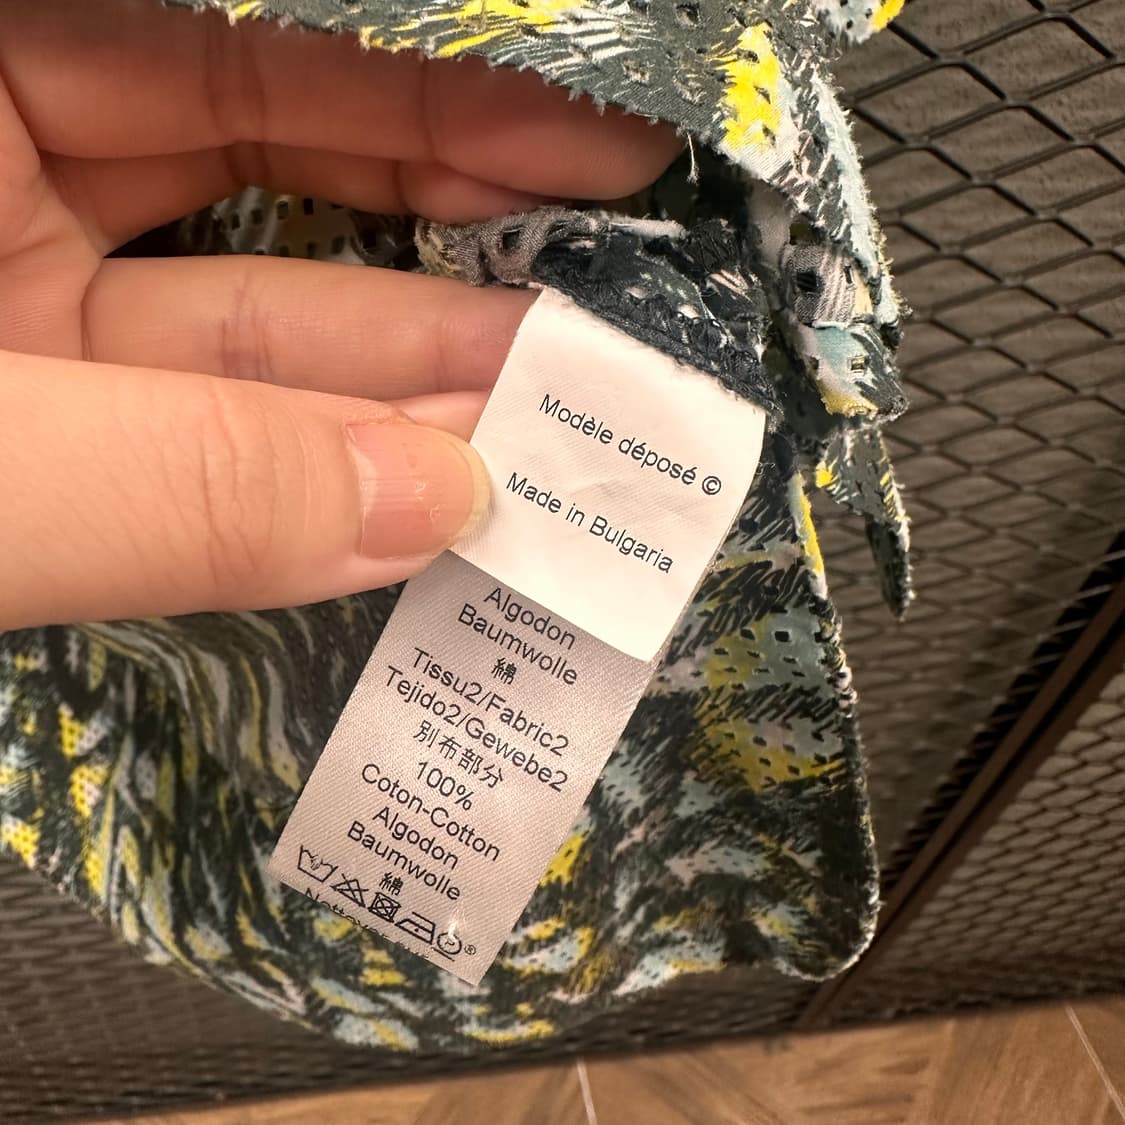 Modèle déposé ©
Made in Bulgaria
Algodon
Baumwolle
綿
Tissu2/Fabric2
Tejido2/Gewebe2
別布部分
100%
Coton-Cotton
Algodon
Baumwolle
綿
P ®